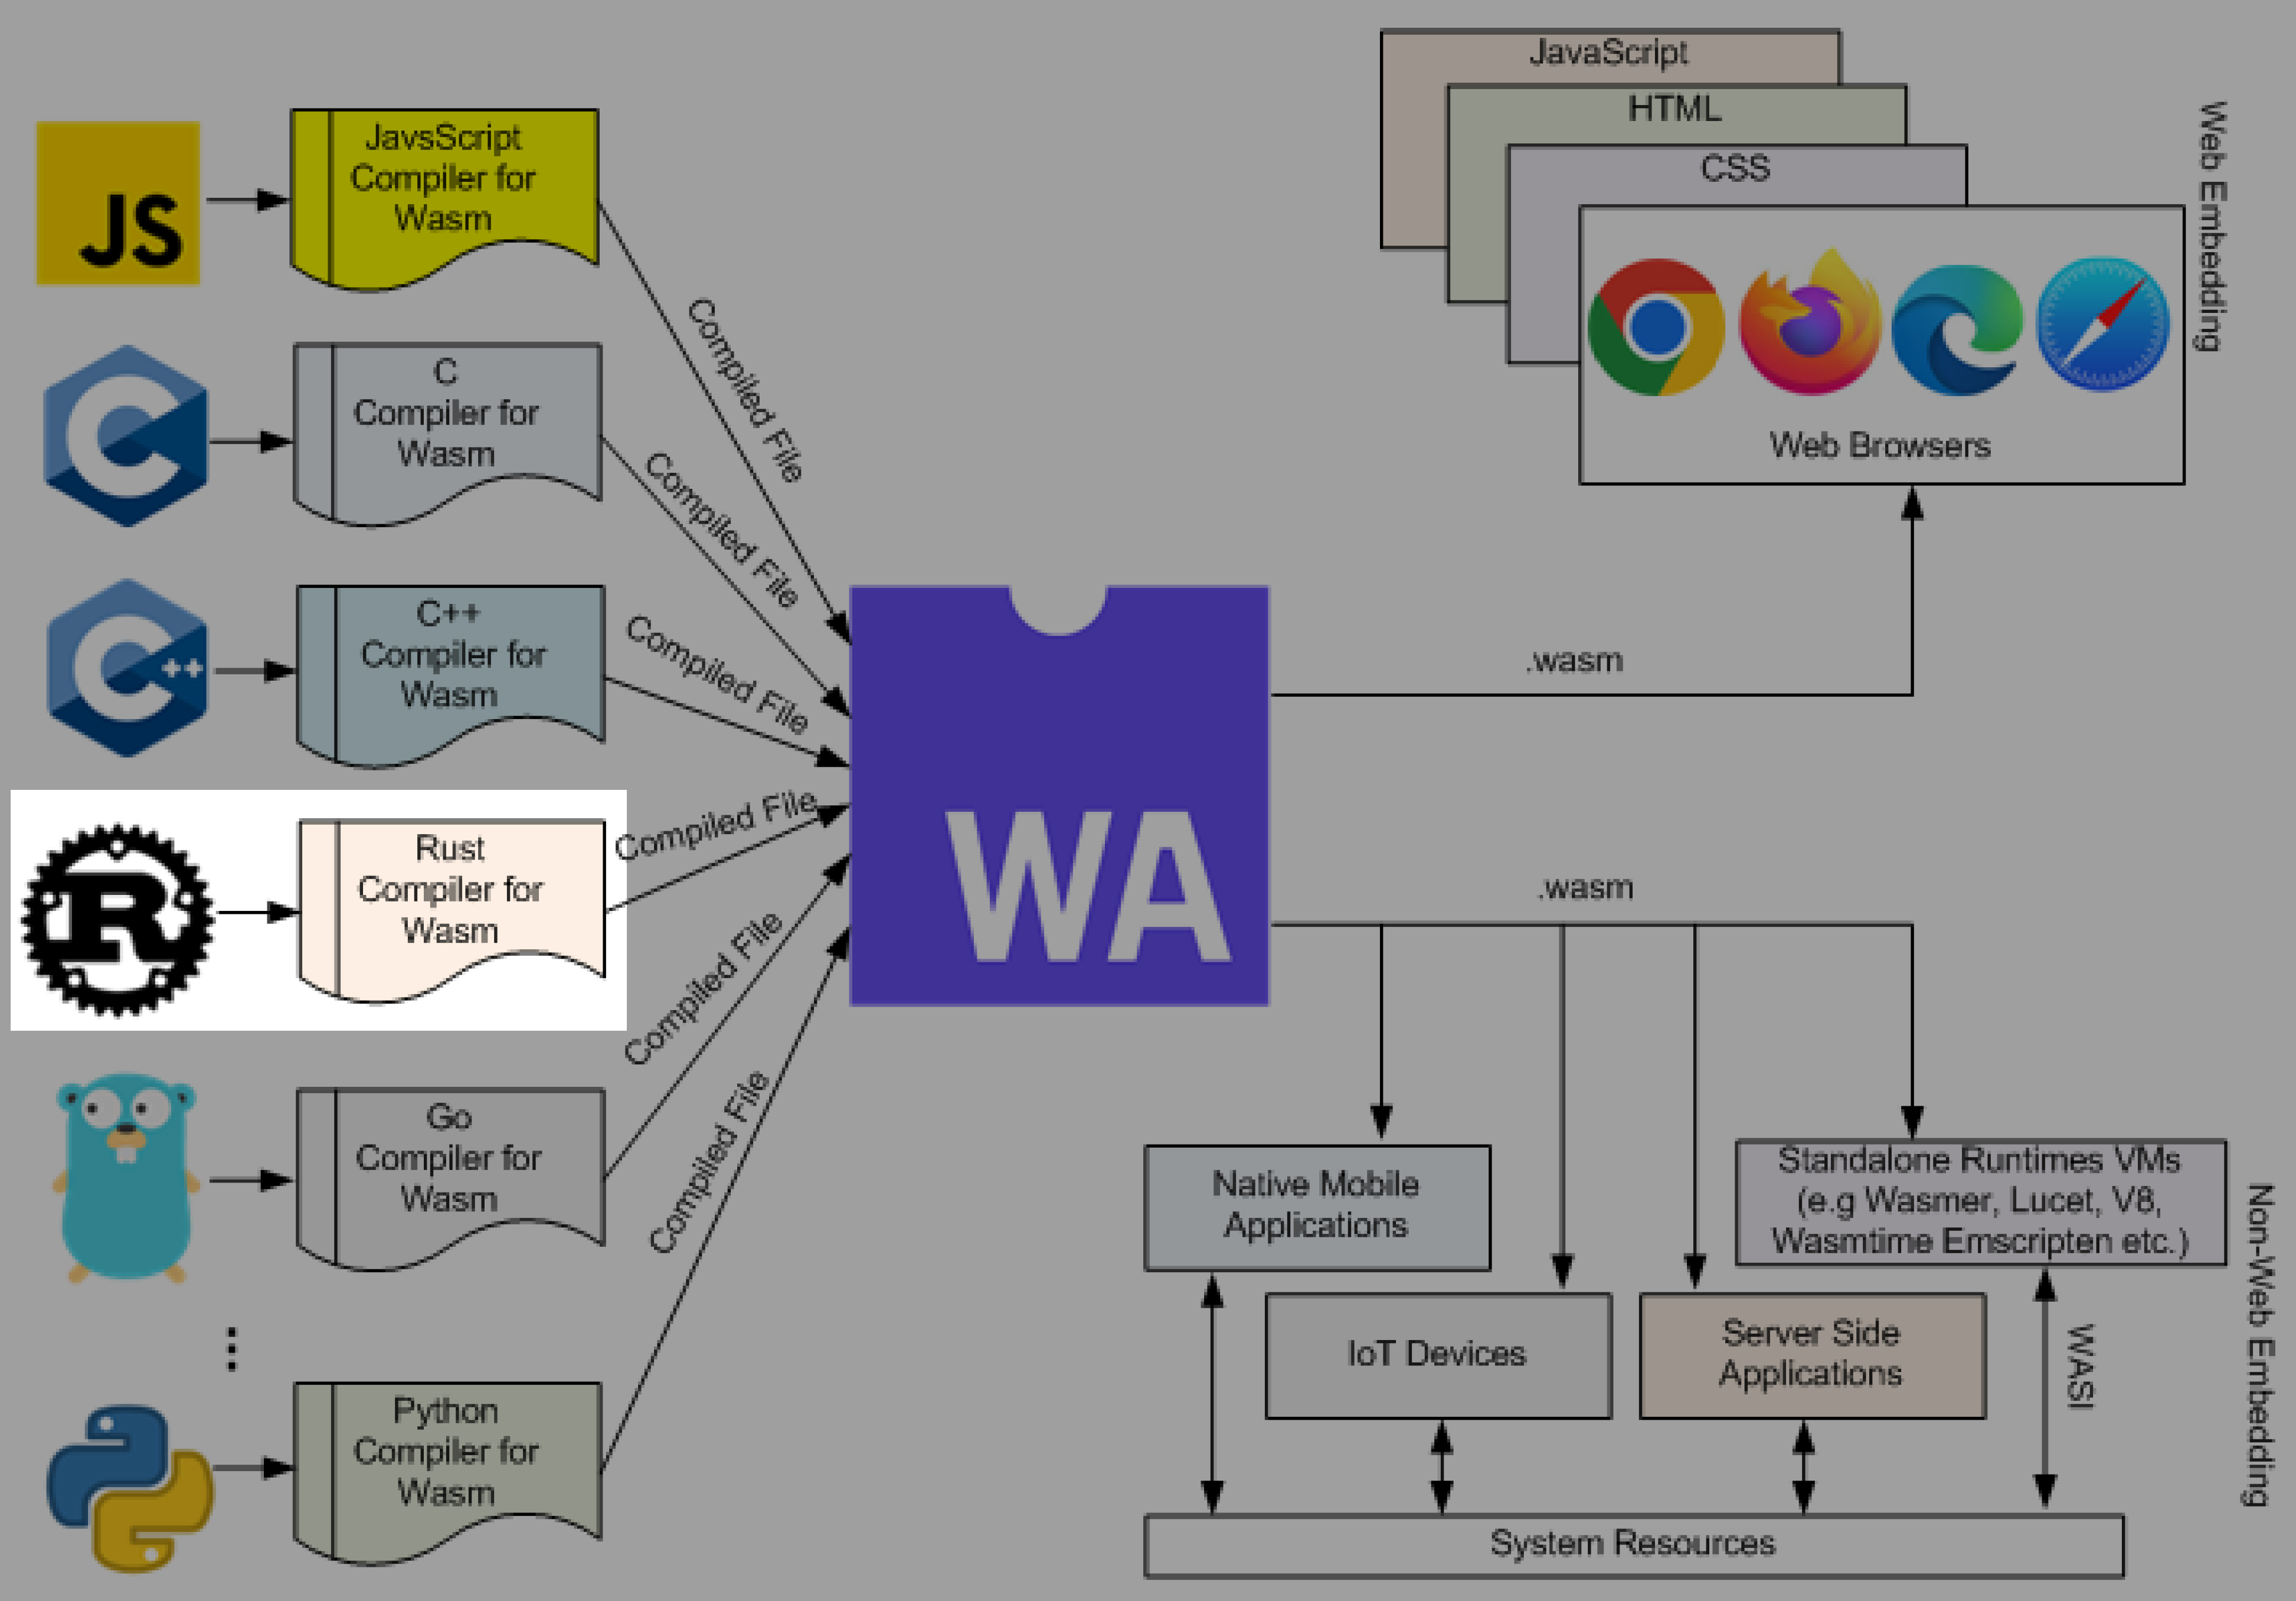 JS
JavsScript
Compiler for
Wasm
Compiled File
C
Compiler for
Wasm
Compiled File
C++
Compiler for
Wasm
Compiled File
R
Rust
Compiler for
Wasm
Compiled File
Go
Compiler for
Wasm
Compiled File
Python
Compiler for
Wasm
Compiled File
WA
.wasm
JavaScript
HTML
CSS
Web Browsers
Web Embedding
.wasm
Native Mobile
Applications
IoT Devices
Server Side
Applications
Standalone Runtimes VMs
(e.g Wasmer, Lucet, V8,
Wasmtime Emscripten etc.)
WASI
System Resources
Non-Web Embedding